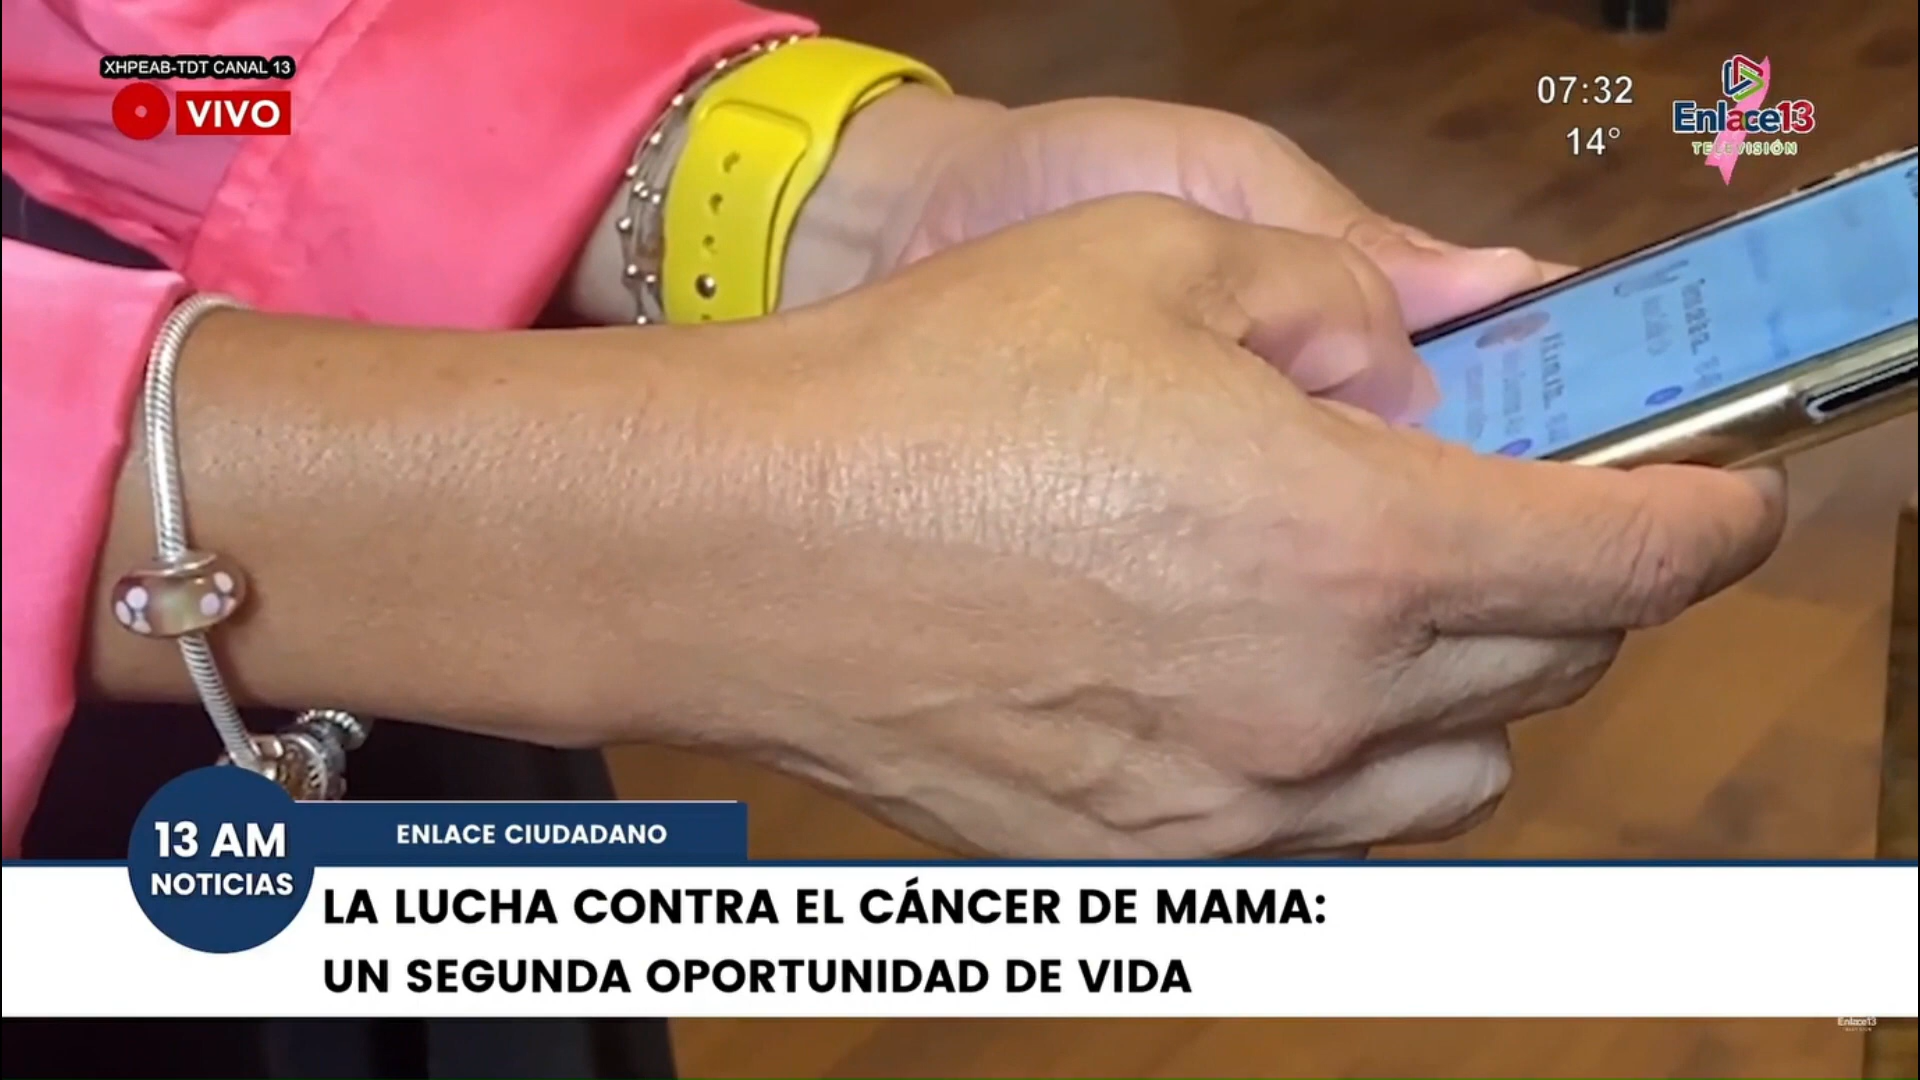 XHPEAB-TDT CANAL 13
VIVO
07:32
14°
Enlace13
TELEVISIÓN
13 AM
NOTICIAS
ENLACE CIUDADANO
LA LUCHA CONTRA EL CÁNCER DE MAMA:
UN SEGUNDA OPORTUNIDAD DE VIDA
Enlace13